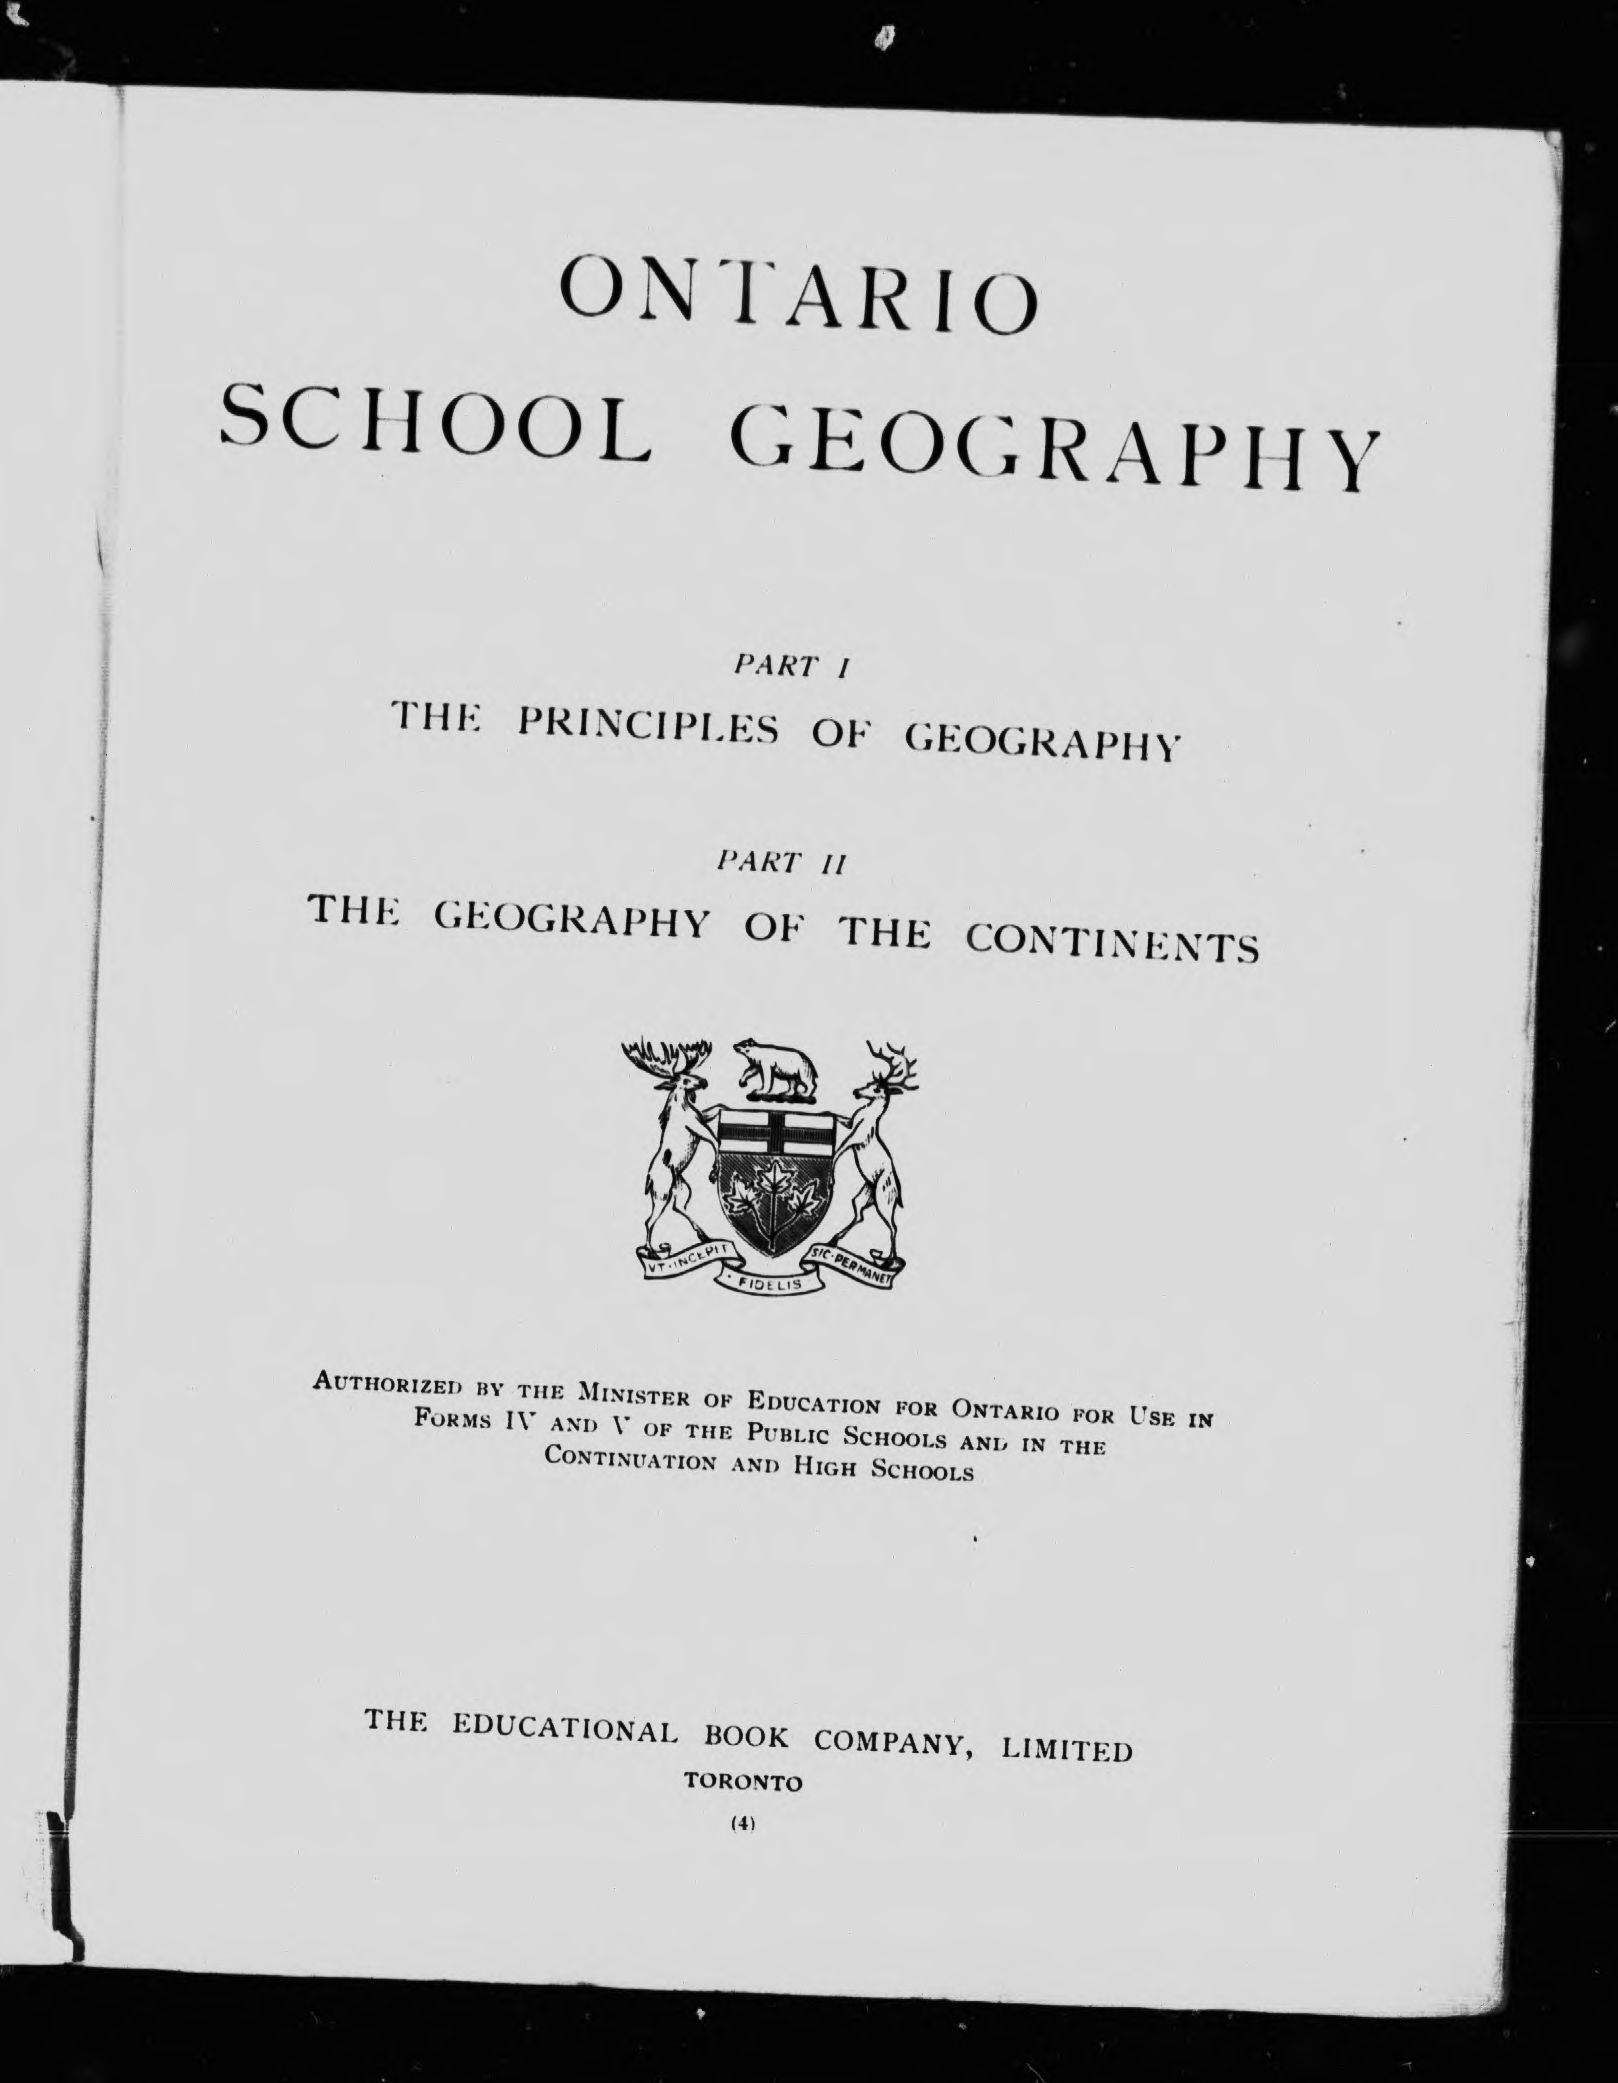 ONTARIO
SCHOOL GEOGRAPHY
PART I
THE PRINCIPLES OF GEOGRAPHY
PART II
THE GEOGRAPHY OF THE CONTINENTS
VT·INCEPIT
·FIDELIS
SIC·PERMANET
AUTHORIZED BY THE MINISTER OF EDUCATION FOR ONTARIO FOR USE IN
FORMS IV AND V OF THE PUBLIC SCHOOLS AND IN THE
CONTINUATION AND HIGH SCHOOLS
THE EDUCATIONAL BOOK COMPANY, LIMITED
TORONTO
(4)